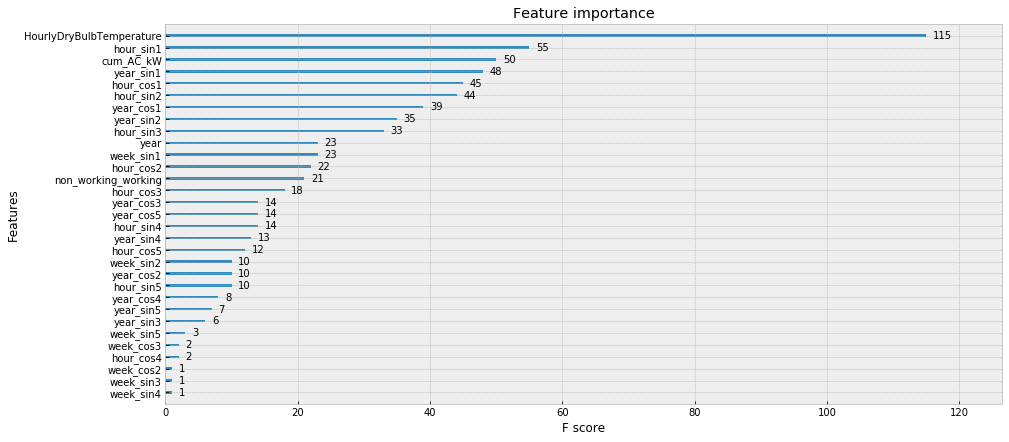 Feature importance
HourlyDryBulbTemperature 115
hour_sin1 55
cum_AC_kW 50
year_sin1 48
hour_cos1 45
hour_sin2 44
year_cos1 39
year_sin2 35
hour_sin3 33
year 23
week_sin1 23
hour_cos2 22
non_working_working 21
hour_cos3 18
year_cos3 14
year_cos5 14
hour_sin4 14
year_sin4 13
hour_cos5 12
week_sin2 10
year_cos2 10
hour_sin5 10
year_cos4 8
year_sin5 7
year_sin3 6
week_sin5 3
week_cos3 2
hour_cos4 2
week_cos2 1
week_sin3 1
week_sin4 1
Features
0 20 40 60 80 100 120
F score